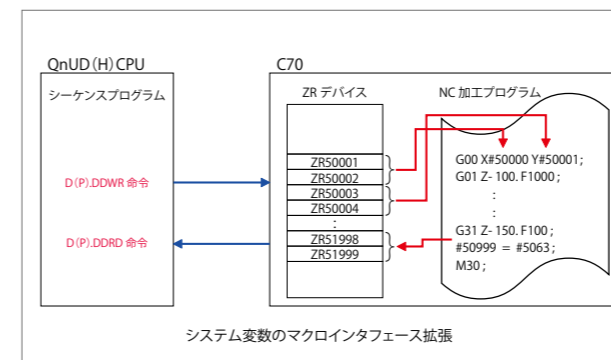 QnUD(H)CPU
シーケンスプログラム
D(P).DDWR 命令
D(P).DDRD 命令
C70
ZR デバイス
ZR50001
ZR50002
ZR50003
ZR50004
:
ZR51998
ZR51999
NC 加工プログラム
G00 X#50000 Y#50001;
G01 Z- 100. F1000 ;
:
:
G31 Z- 150. F100 ;
#50999 = #5063;
M30 ;
システム変数のマクロインタフェース拡張